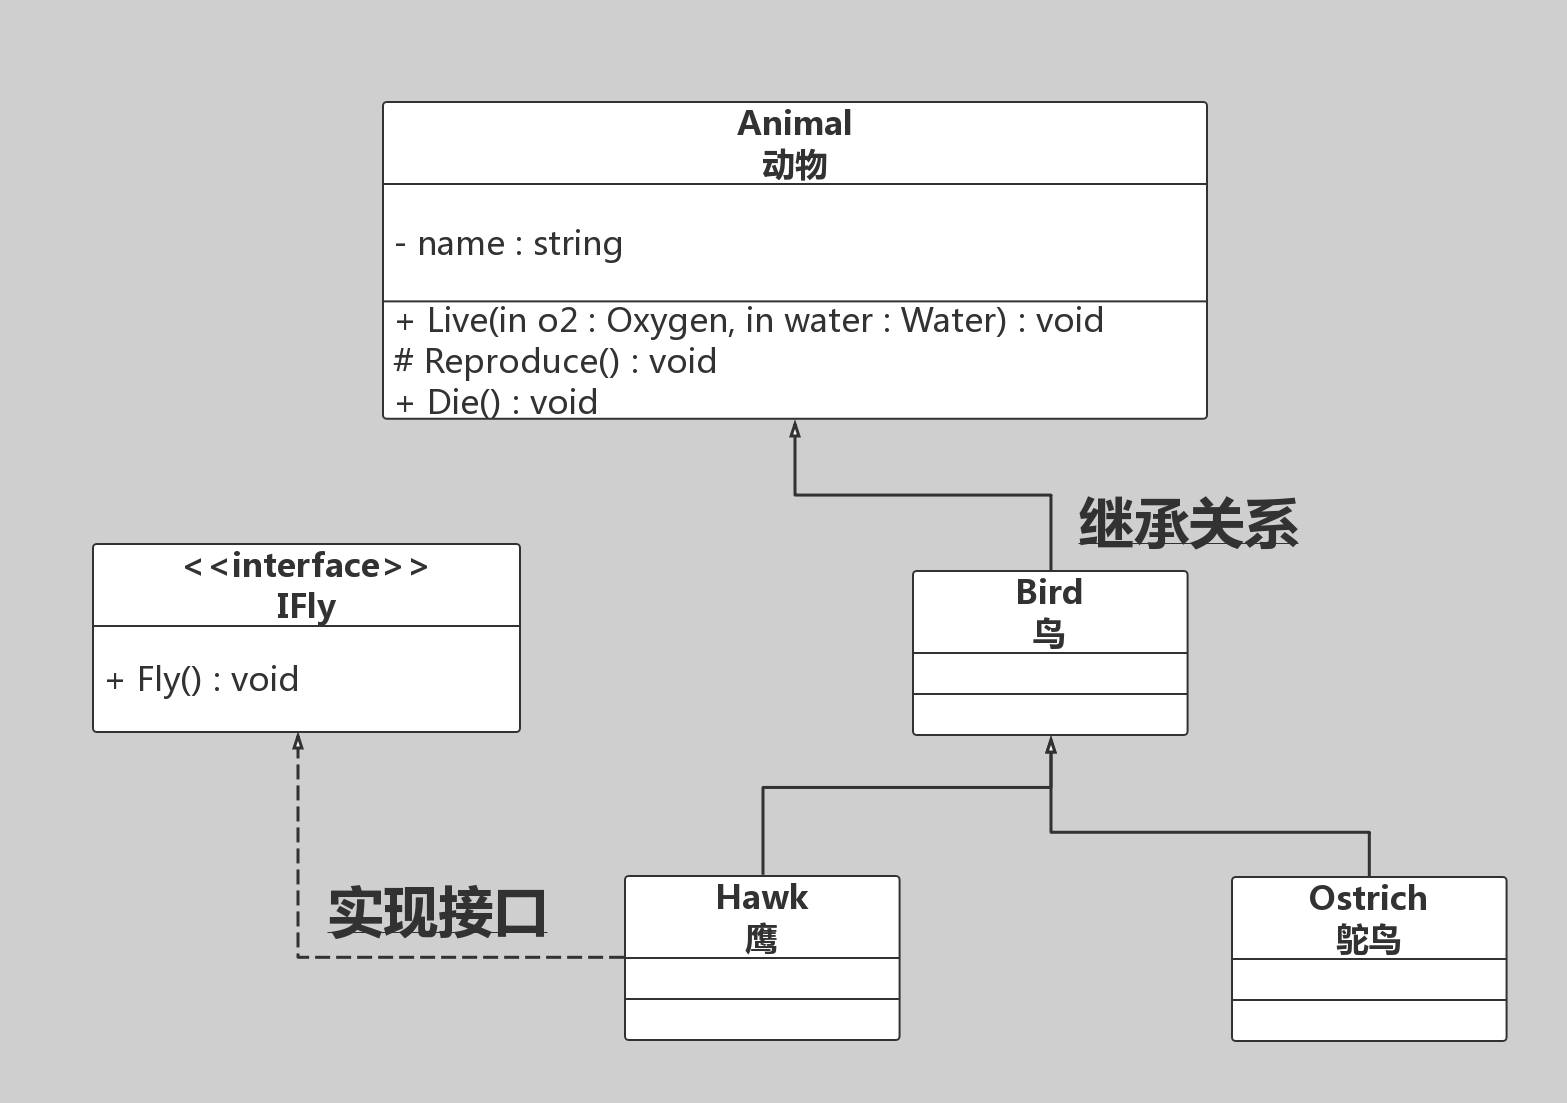 Animal
动物
- name : string
+ Live(in o2 : Oxygen, in water : Water) : void
# Reproduce() : void
+ Die() : void
继承关系
<<interface>>
IFly
+ Fly() : void
Bird
鸟
实现接口
Hawk
鹰
Ostrich
鸵鸟